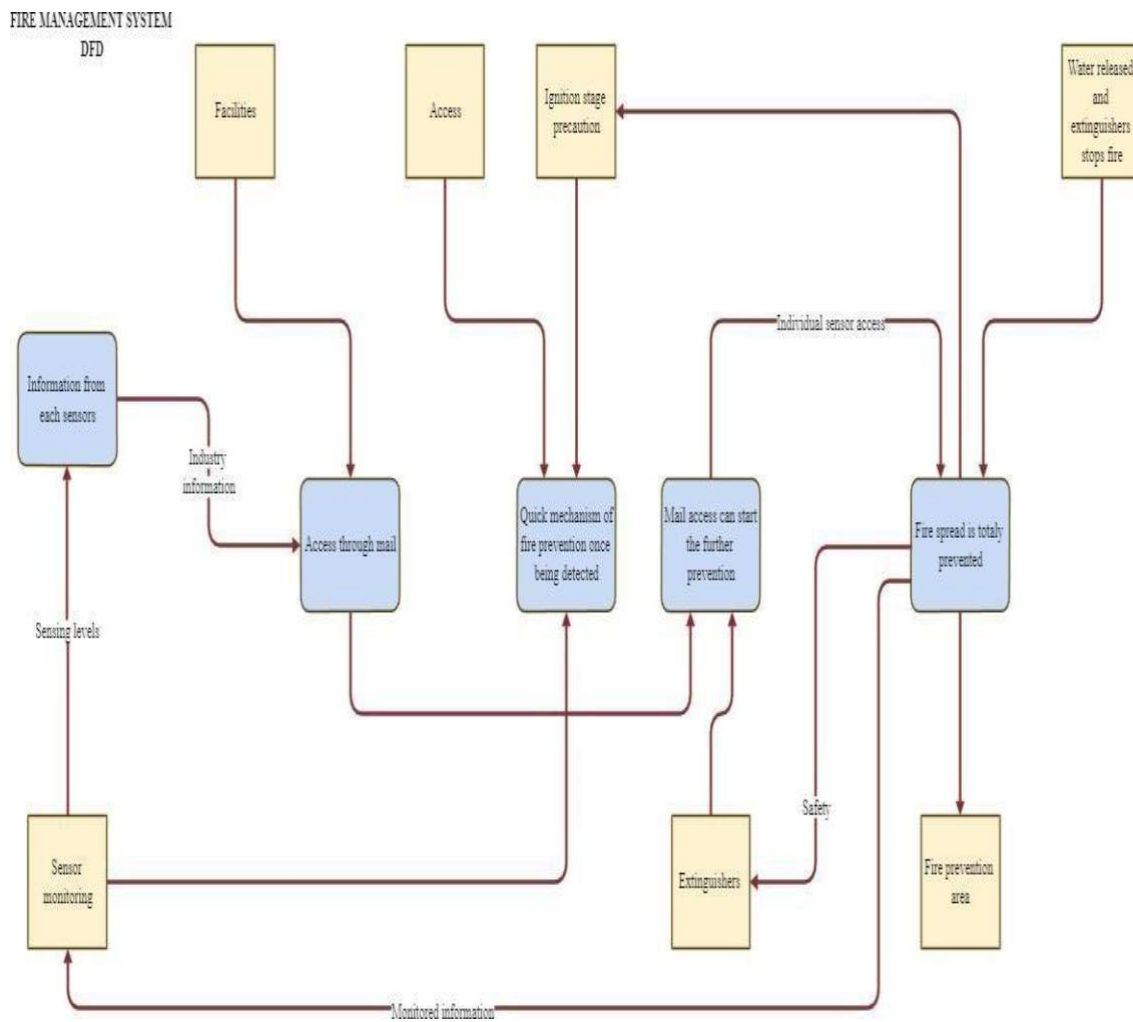 FIRE MANAGEMENT SYSTEM
DFD
Facilities
Access
Ignition stage
precaution
Water released
and
extinguishers
stops fire
Individual sensor access
Information from
each sensors
Industry
information
Access through mail
Quick mechanism of
fire prevention once
being detected
Mail access can start
the further
prevention
Fire spread is totaly
prevented
Sensing levels
Safety
Sensor
monitoring
Extinguishers
Fire prevention
area
Monitored information